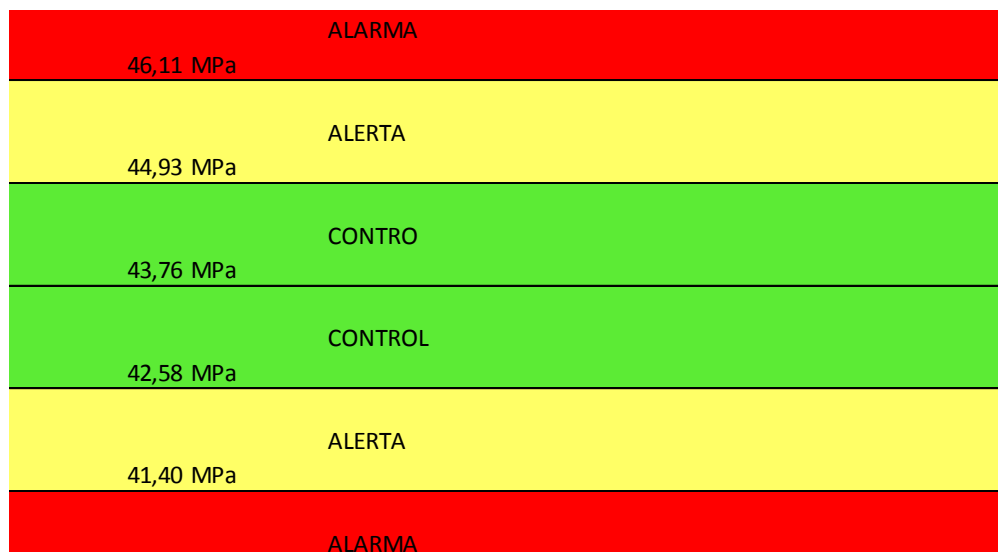 ALARMA
46,11 MPa
ALERTA
44,93 MPa
CONTRO
43,76 MPa
CONTROL
42,58 MPa
ALERTA
41,40 MPa
ALARMA